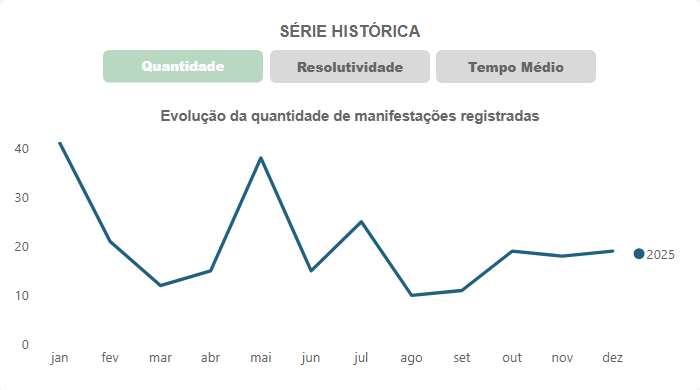 SÉRIE HISTÓRICA
Quantidade Resolutividade Tempo Médio
Evolução da quantidade de manifestações registradas
40
30
20
10
0
jan fev mar abr mai jun jul ago set out nov dez
2025